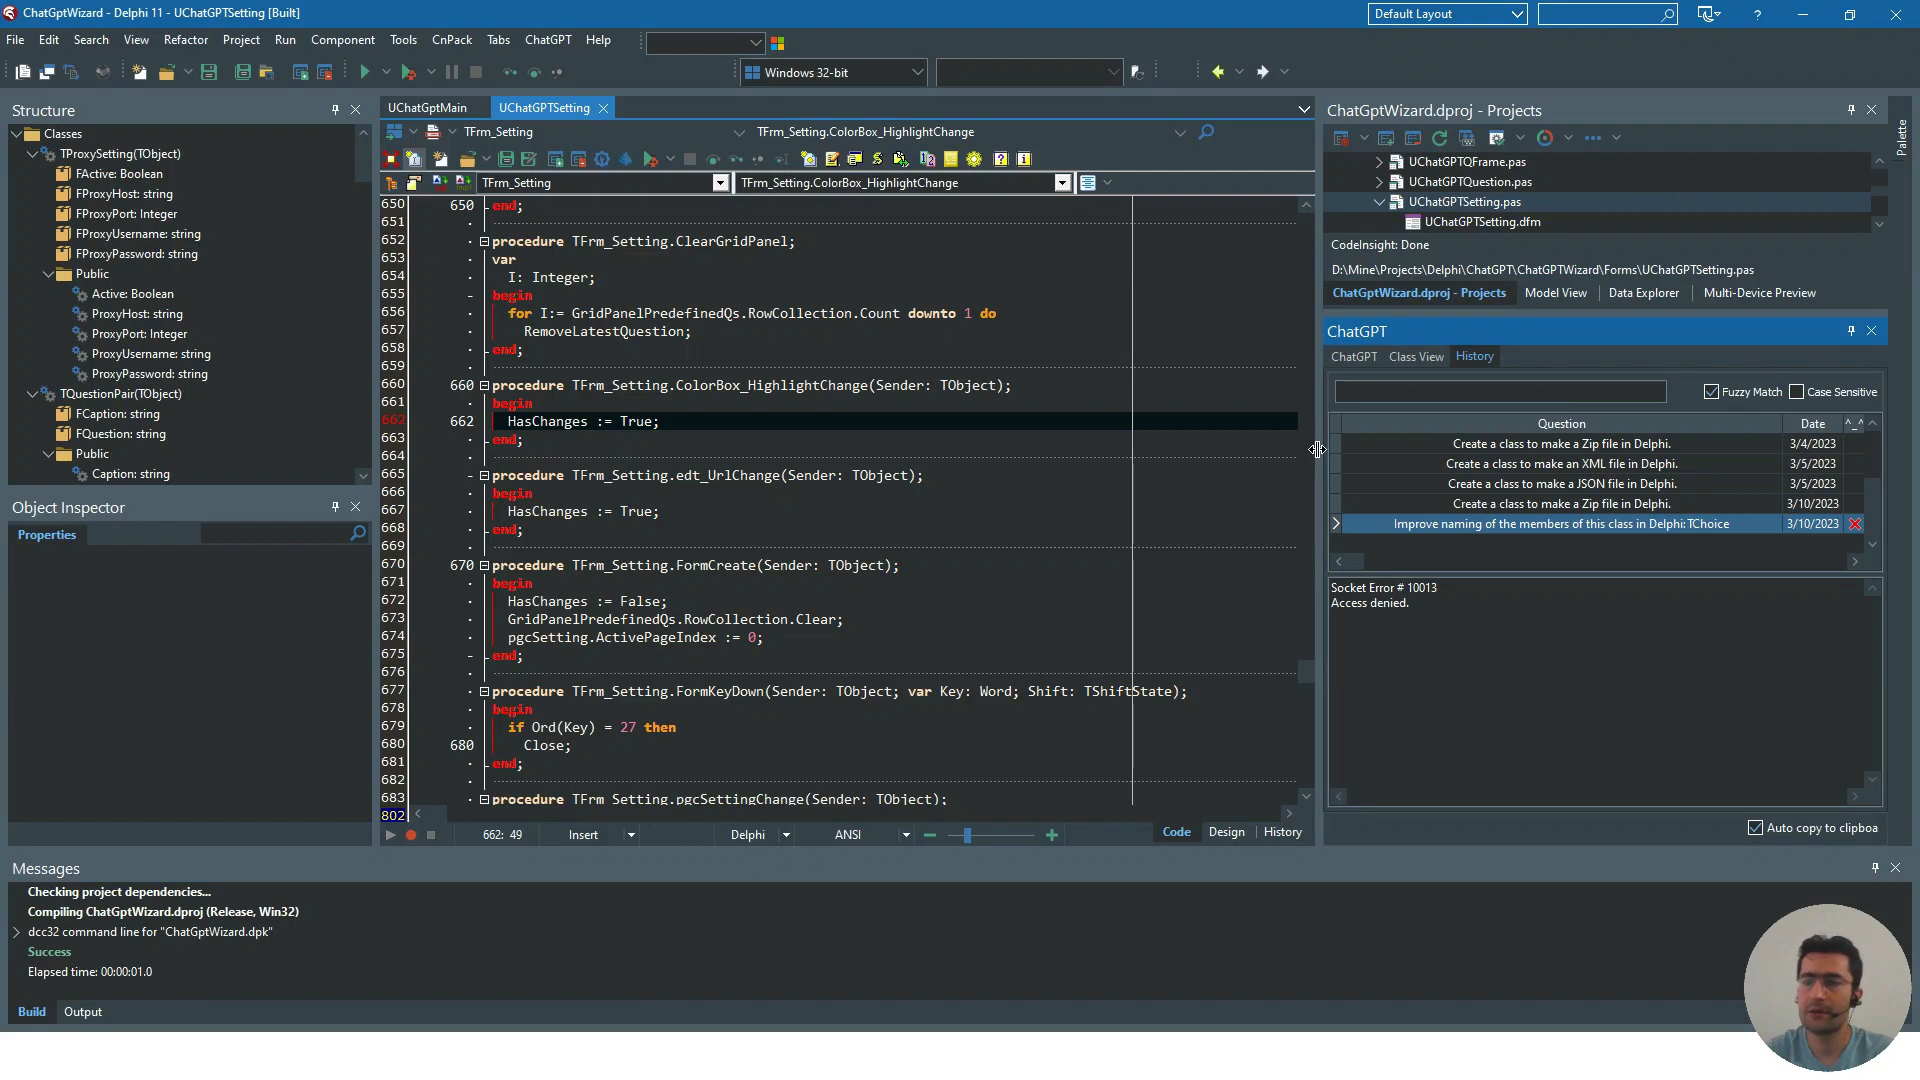 ChatGptWizard - Delphi 11 - UChatGPTSetting [Built]
Default Layout
File Edit Search View Refactor Project Run Component Tools CnPack Tabs ChatGPT Help
Windows 32-bit
Structure
Classes
TProxySetting(TObject)
FActive: Boolean
FProxyHost: string
FProxyPort: Integer
FProxyUsername: string
FProxyPassword: string
Public
Active: Boolean
ProxyHost: string
ProxyPort: Integer
ProxyUsername: string
ProxyPassword: string
TQuestionPair(TObject)
FCaption: string
FQuestion: string
Public
Caption: string
Object Inspector
Properties
UChatGptMain UChatGPTSetting
TFrm_Setting TFrm_Setting.ColorBox_HighlightChange
TFrm_Setting TFrm_Setting.ColorBox_HighlightChange
650 650 end;
651
652 procedure TFrm_Setting.ClearGridPanel;
653 var
654 I: Integer;
655 begin
656 for I:= GridPanelPredefinedQs.RowCollection.Count downto 1 do
657 RemoveLatestQuestion;
658 end;
659
660 660 procedure TFrm_Setting.ColorBox_HighlightChange(Sender: TObject);
661 begin
662 662 HasChanges := True;
663 end;
664
665 procedure TFrm_Setting.edt_UrlChange(Sender: TObject);
666 begin
667 HasChanges := True;
668 end;
669
670 670 procedure TFrm_Setting.FormCreate(Sender: TObject);
671 begin
672 HasChanges := False;
673 GridPanelPredefinedQs.RowCollection.Clear;
674 pgcSetting.ActivePageIndex := 0;
675 end;
676
677 procedure TFrm_Setting.FormKeyDown(Sender: TObject; var Key: Word; Shift: TShiftState);
678 begin
679 if Ord(Key) = 27 then
680 680 Close;
681 end;
682
683 procedure TFrm_Setting.pgcSettingChange(Sender: TObject);
802
662: 49 Insert Delphi ANSI Code Design History
ChatGptWizard.dproj - Projects
Palette
UChatGPTQFrame.pas
UChatGPTQuestion.pas
UChatGPTSetting.pas
UChatGPTSetting.dfm
CodeInsight: Done
D:\Mine\Projects\Delphi\ChatGPT\ChatGPTWizard\Forms\UChatGPTSetting.pas
ChatGptWizard.dproj - Projects Model View Data Explorer Multi-Device Preview
ChatGPT
ChatGPT Class View History
Fuzzy Match Case Sensitive
Question Date ^_^
Create a class to make a Zip file in Delphi. 3/4/2023
Create a class to make an XML file in Delphi. 3/5/2023
Create a class to make a JSON file in Delphi. 3/5/2023
Create a class to make a Zip file in Delphi. 3/10/2023
Improve naming of the members of this class in Delphi:TChoice 3/10/2023
Socket Error # 10013
Access denied.
Auto copy to clipboa
Messages
Checking project dependencies...
Compiling ChatGptWizard.dproj (Release, Win32)
dcc32 command line for "ChatGptWizard.dpk"
Success
Elapsed time: 00:00:01.0
Build Output